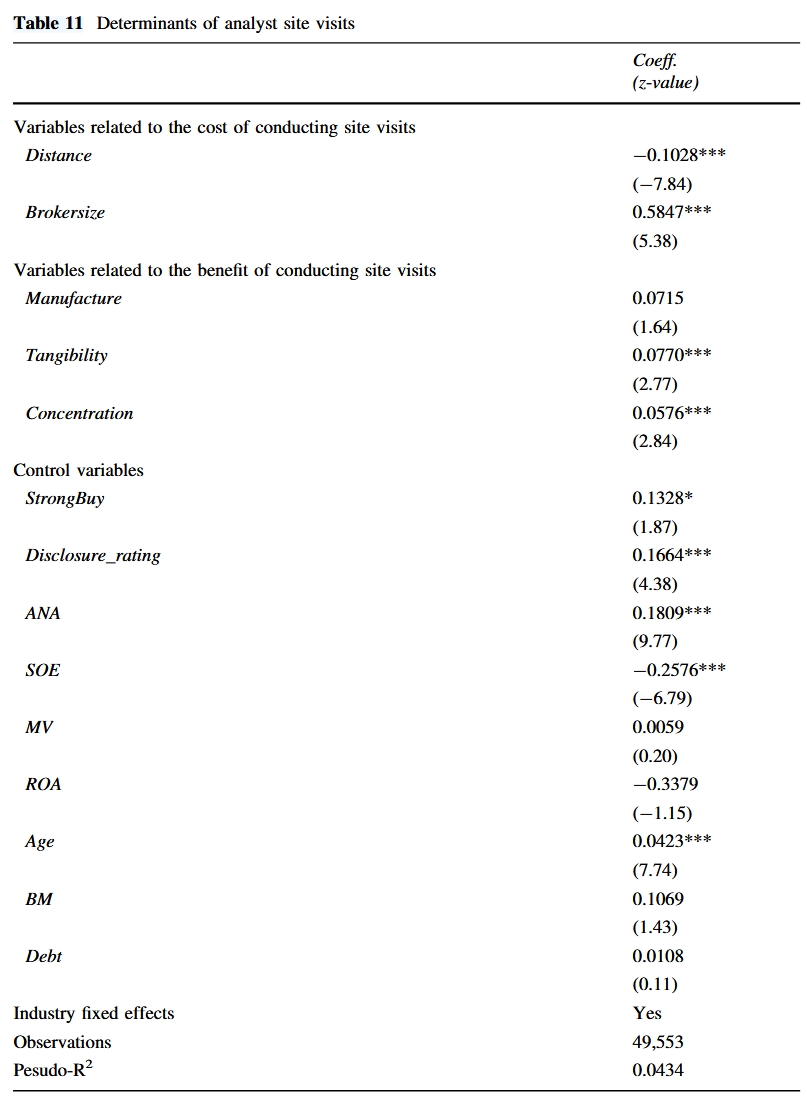 Table 11 Determinants of analyst site visits
Coeff.
(z-value)
Variables related to the cost of conducting site visits
Distance −0.1028***
(−7.84)
Brokersize 0.5847***
(5.38)
Variables related to the benefit of conducting site visits
Manufacture 0.0715
(1.64)
Tangibility 0.0770***
(2.77)
Concentration 0.0576***
(2.84)
Control variables
StrongBuy 0.1328*
(1.87)
Disclosure_rating 0.1664***
(4.38)
ANA 0.1809***
(9.77)
SOE −0.2576***
(−6.79)
MV 0.0059
(0.20)
ROA −0.3379
(−1.15)
Age 0.0423***
(7.74)
BM 0.1069
(1.43)
Debt 0.0108
(0.11)
Industry fixed effects Yes
Observations 49,553
Pesudo-R2 0.0434